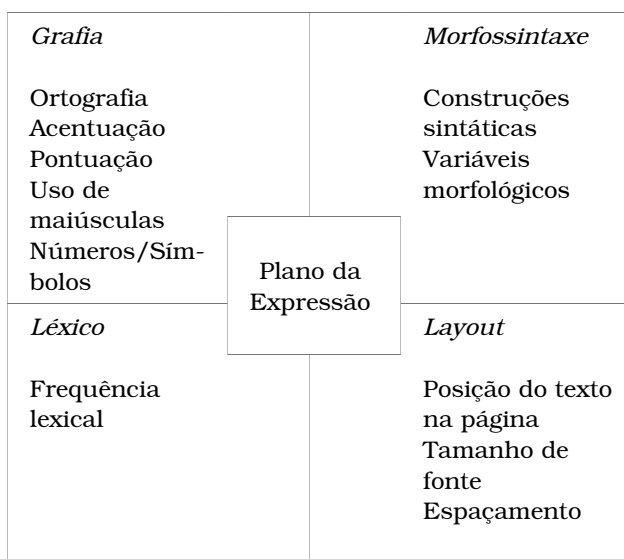 Grafia
Ortografia
Acentuação
Pontuação
Uso de
maiúsculas
Números/Sím-
bolos
Morfossintaxe
Construções
sintáticas
Variáveis
morfológicos
Plano da
Expressão
Léxico
Frequência
lexical
Layout
Posição do texto
na página
Tamanho de
fonte
Espaçamento